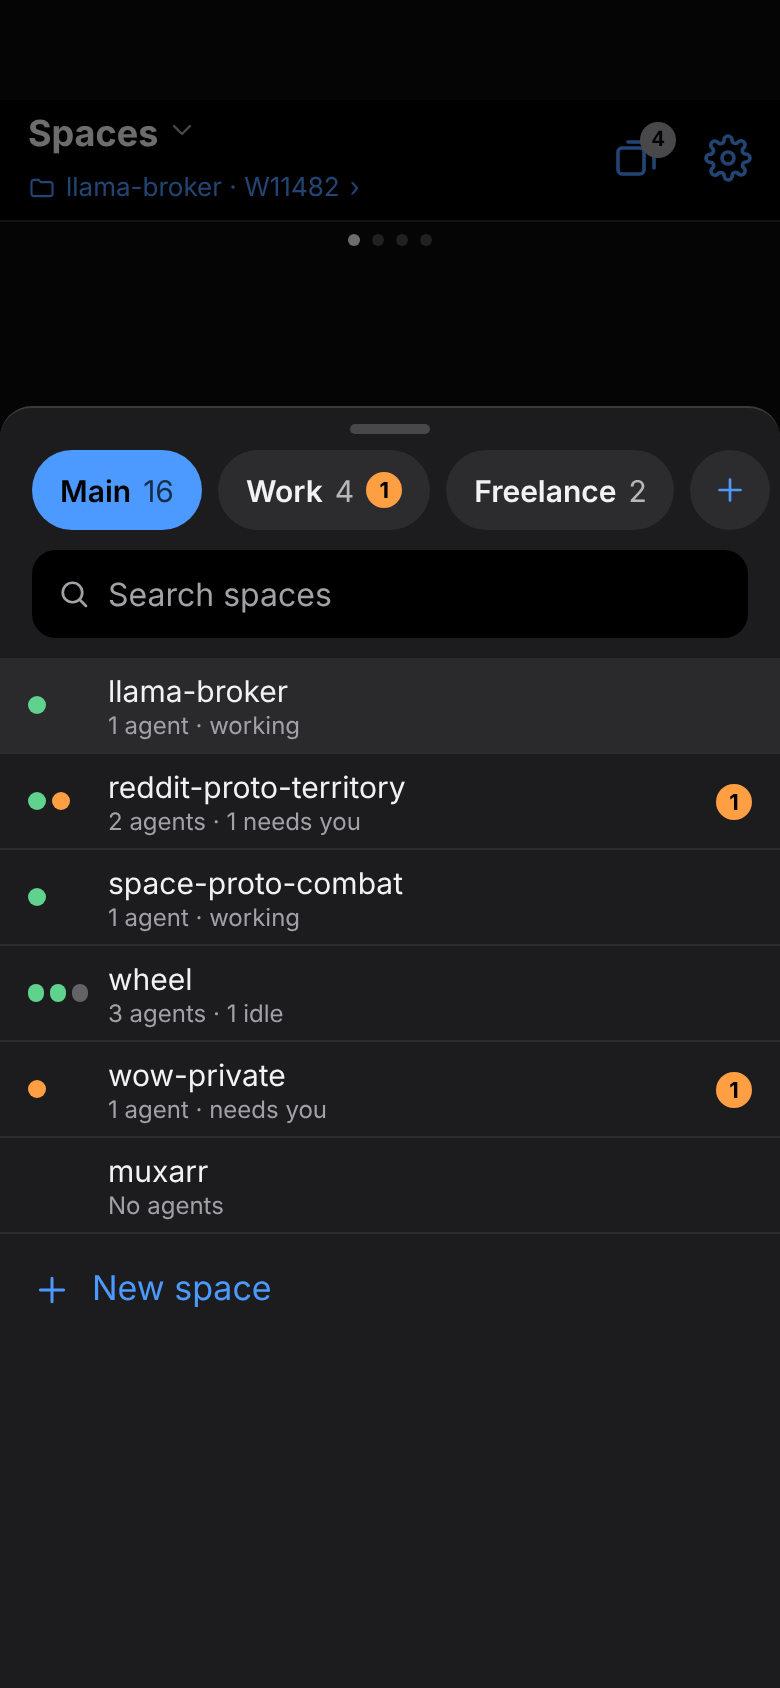 Spaces
llama-broker · W11482 ›
4
Main 16
Work 4 1
Freelance 2
+
Search spaces
llama-broker
1 agent · working
reddit-proto-territory
2 agents · 1 needs you
1
space-proto-combat
1 agent · working
wheel
3 agents · 1 idle
wow-private
1 agent · needs you
1
muxarr
No agents
+ New space